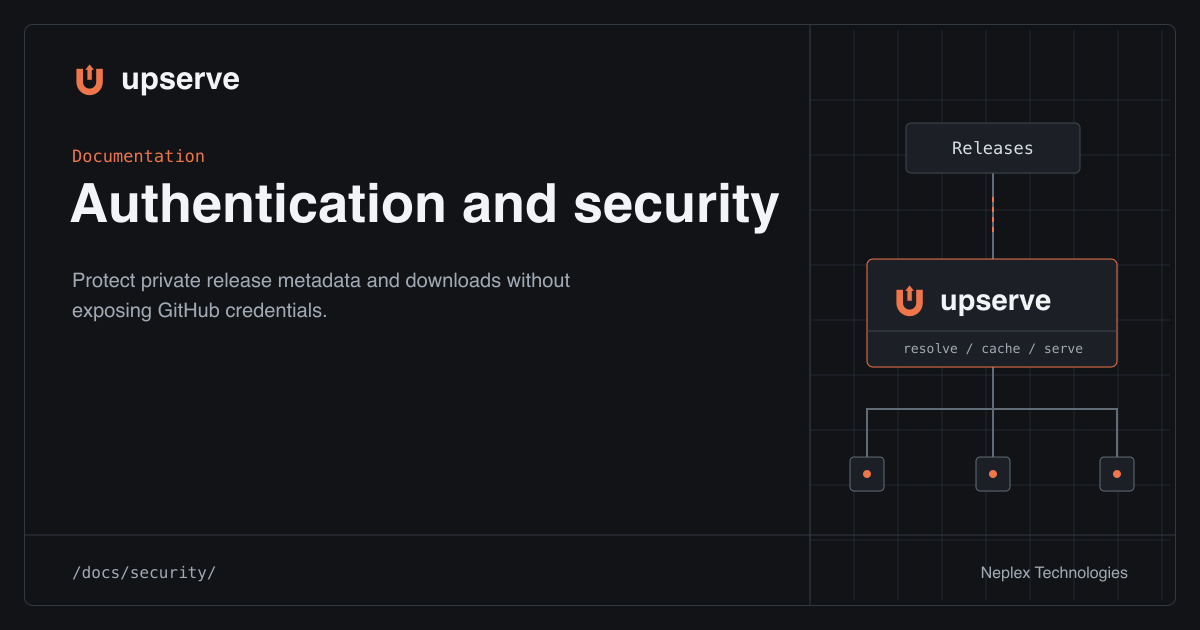 upserve
Documentation
Authentication and security
Protect private release metadata and downloads without
exposing GitHub credentials.
Releases
upserve
resolve / cache / serve
/docs/security/
Neplex Technologies